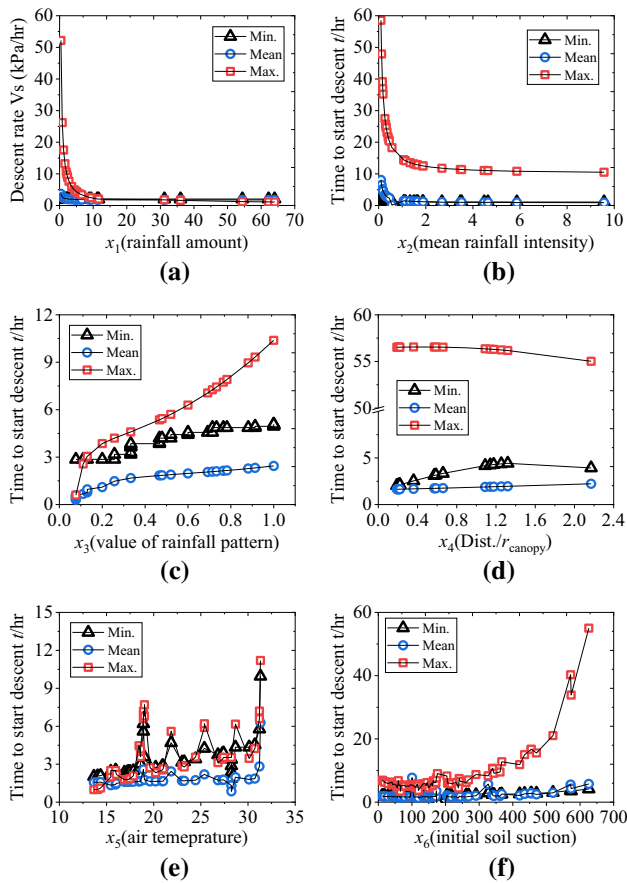 Descent rate Vs (kPa/hr)
60
50
40
30
20
10
0
Min.
Mean
Max.
0 10 20 30 40 50 60 70
x₁(rainfall amount)
(a)
Time to start descent t/hr
60
50
40
30
20
10
0
Min.
Mean
Max.
0 2 4 6 8 10
x₂(mean rainfall intensity)
(b)
Time to start descent t/hr
12
9
6
3
0
Min.
Mean
Max.
0.0 0.2 0.4 0.6 0.8 1.0
x₃(value of rainfall pattern)
(c)
Time to start descent t/hr
60
55
50
10
5
0
Min.
Mean
Max.
0.0 0.4 0.8 1.2 1.6 2.0 2.4
x₄(Dist./r_canopy)
(d)
Time to start descent t/hr
15
12
9
6
3
0
Min.
Mean
Max.
10 15 20 25 30 35
x₅(air temeprature)
(e)
Time to start descent t/hr
60
40
20
0
Min.
Mean
Max.
0 100 200 300 400 500 600 700
x₆(initial soil suction)
(f)